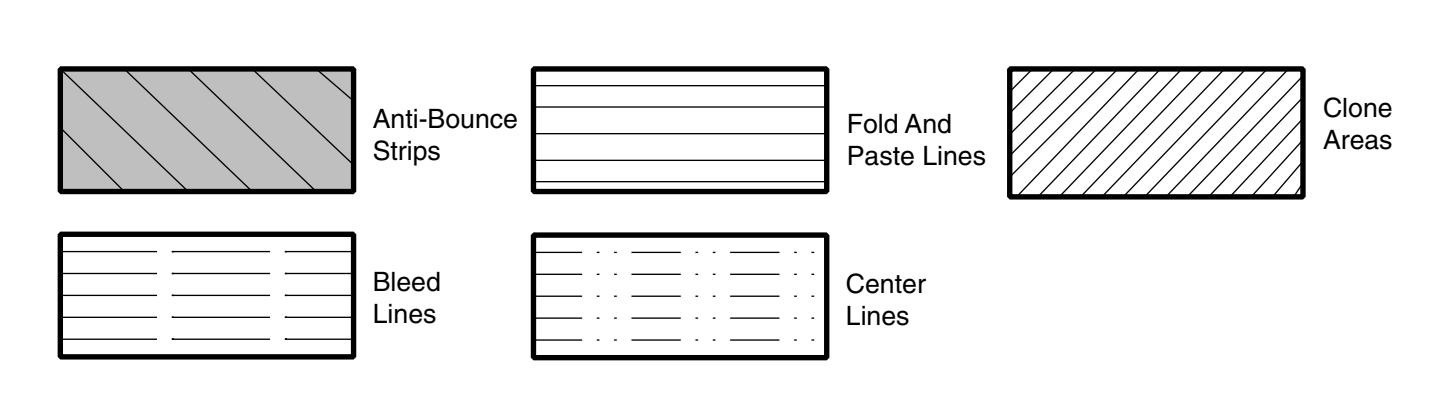 Anti-Bounce
Strips
Fold And
Paste Lines
Clone
Areas
Bleed
Lines
Center
Lines